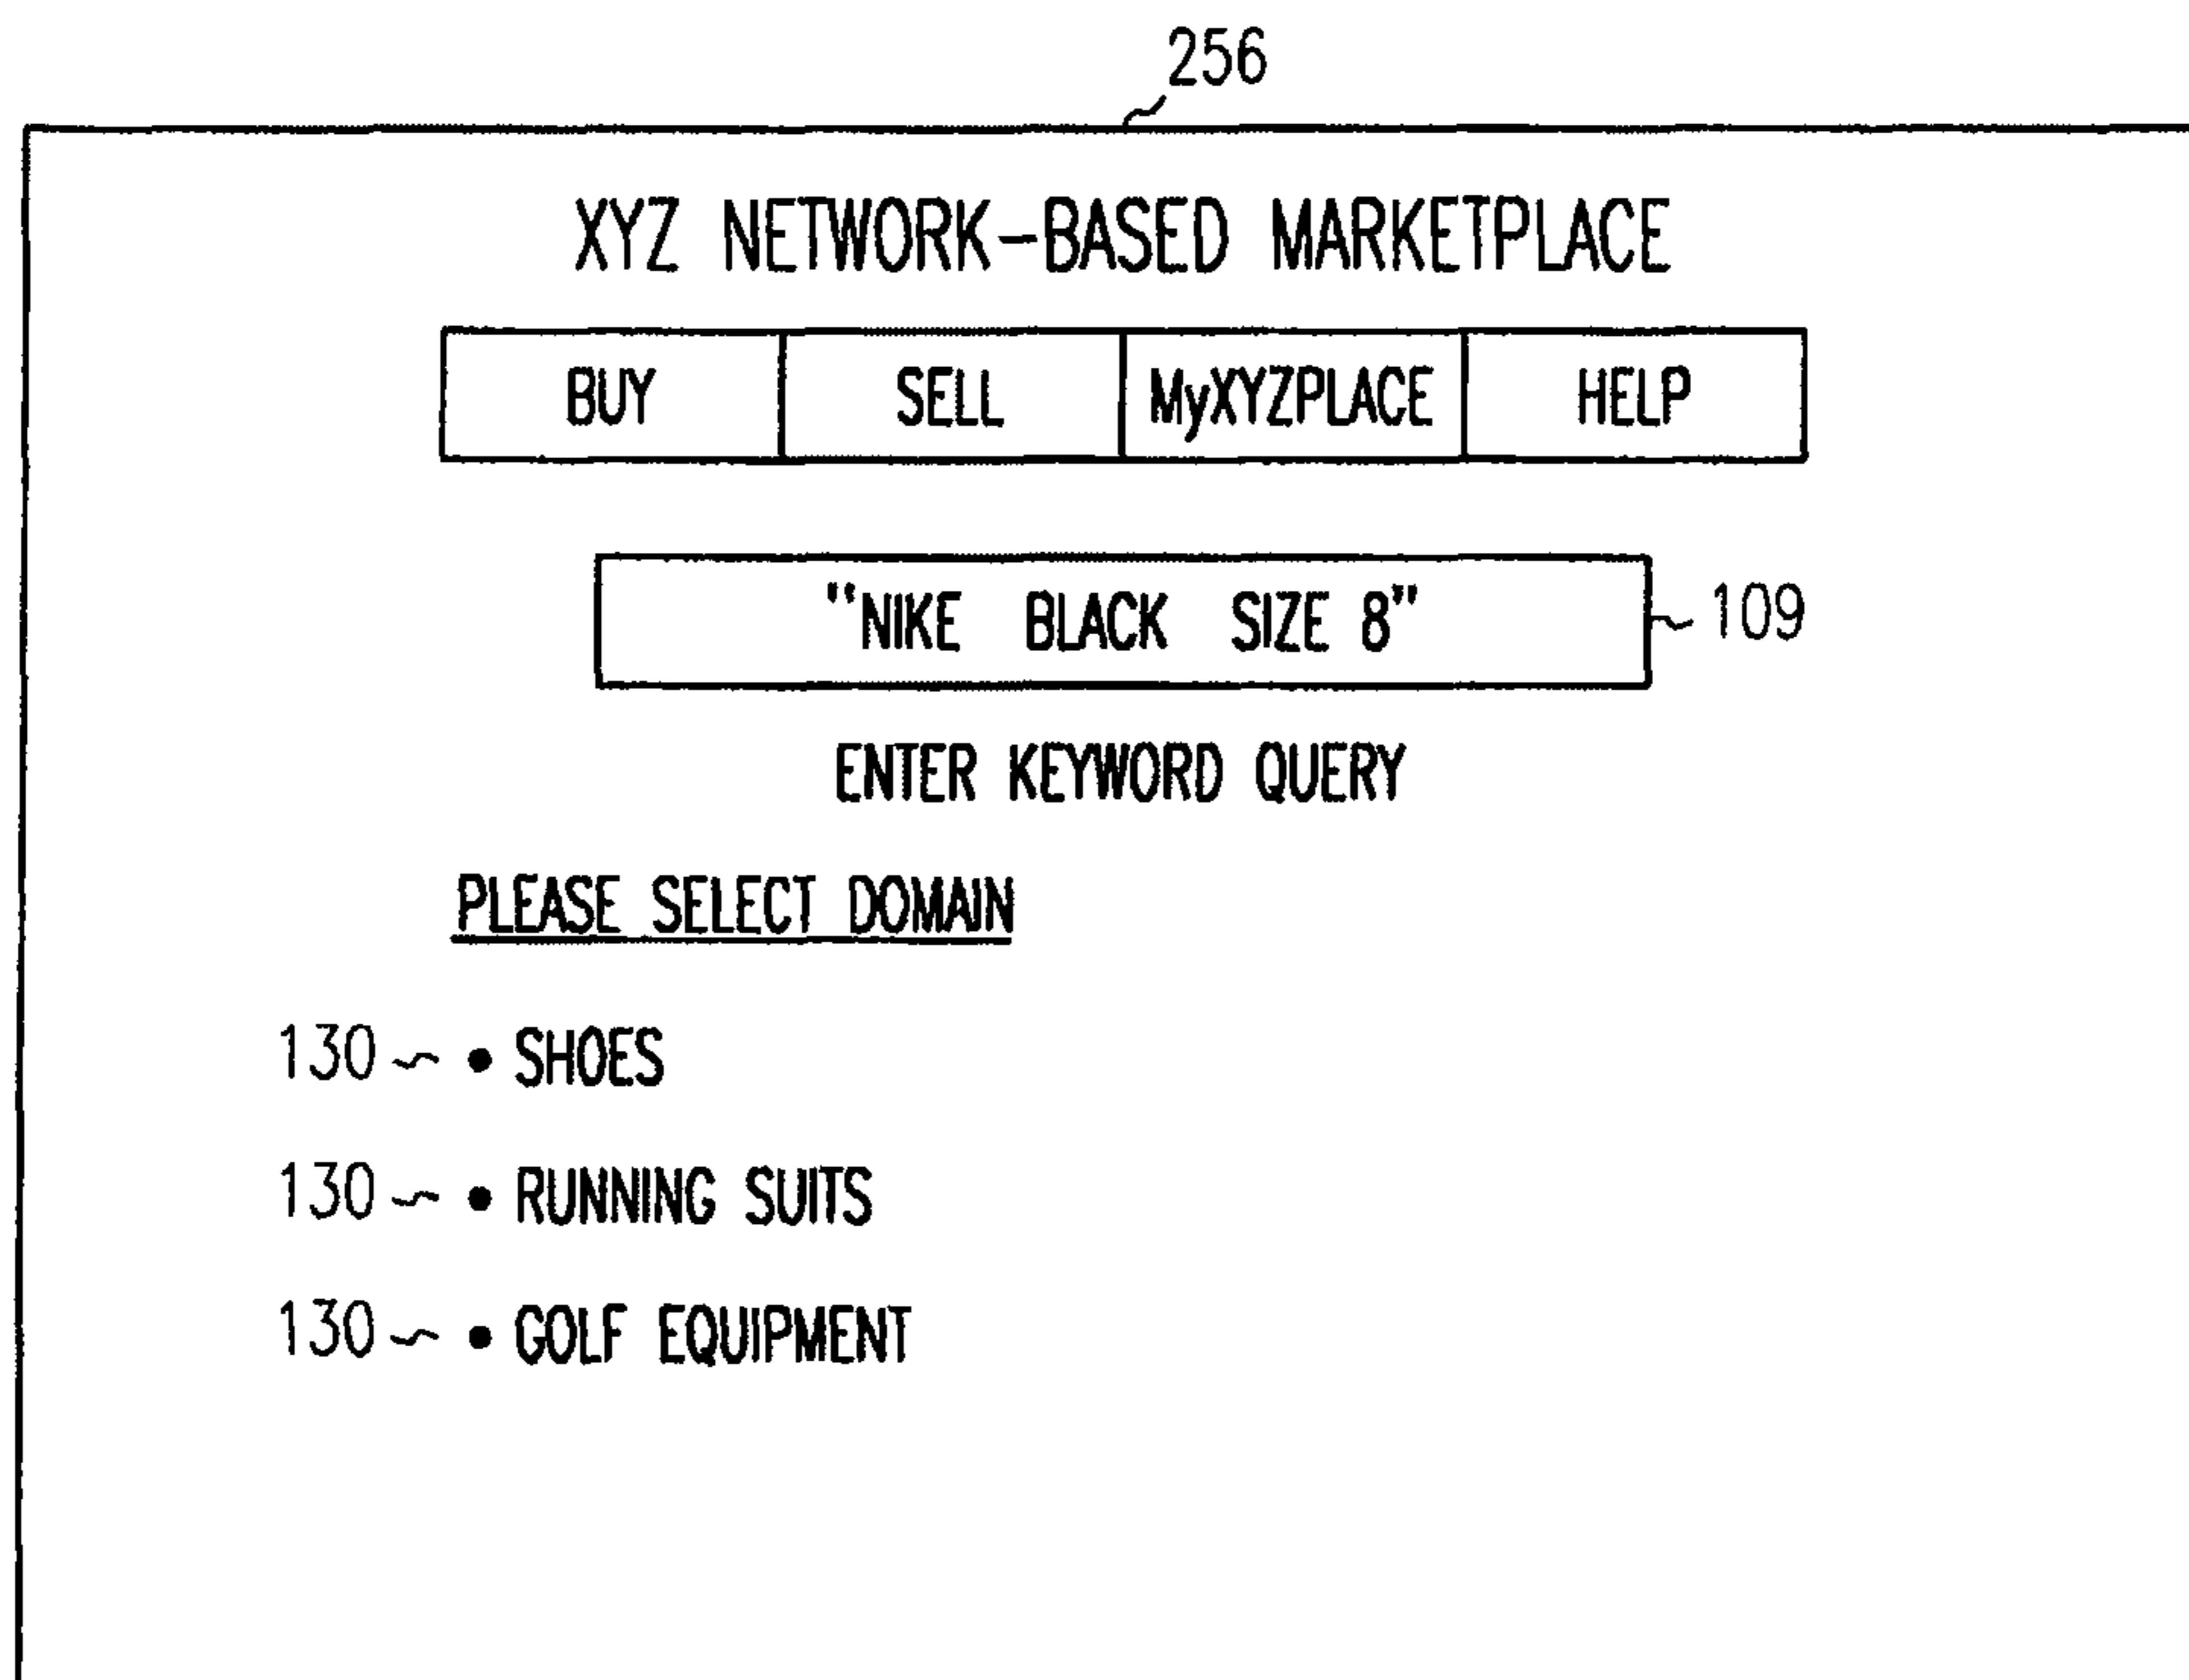 256
XYZ NETWORK-BASED MARKETPLACE
BUY SELL MyXYZPLACE HELP
"NIKE BLACK SIZE 8" 109
ENTER KEYWORD QUERY
PLEASE SELECT DOMAIN
130 • SHOES
130 • RUNNING SUITS
130 • GOLF EQUIPMENT